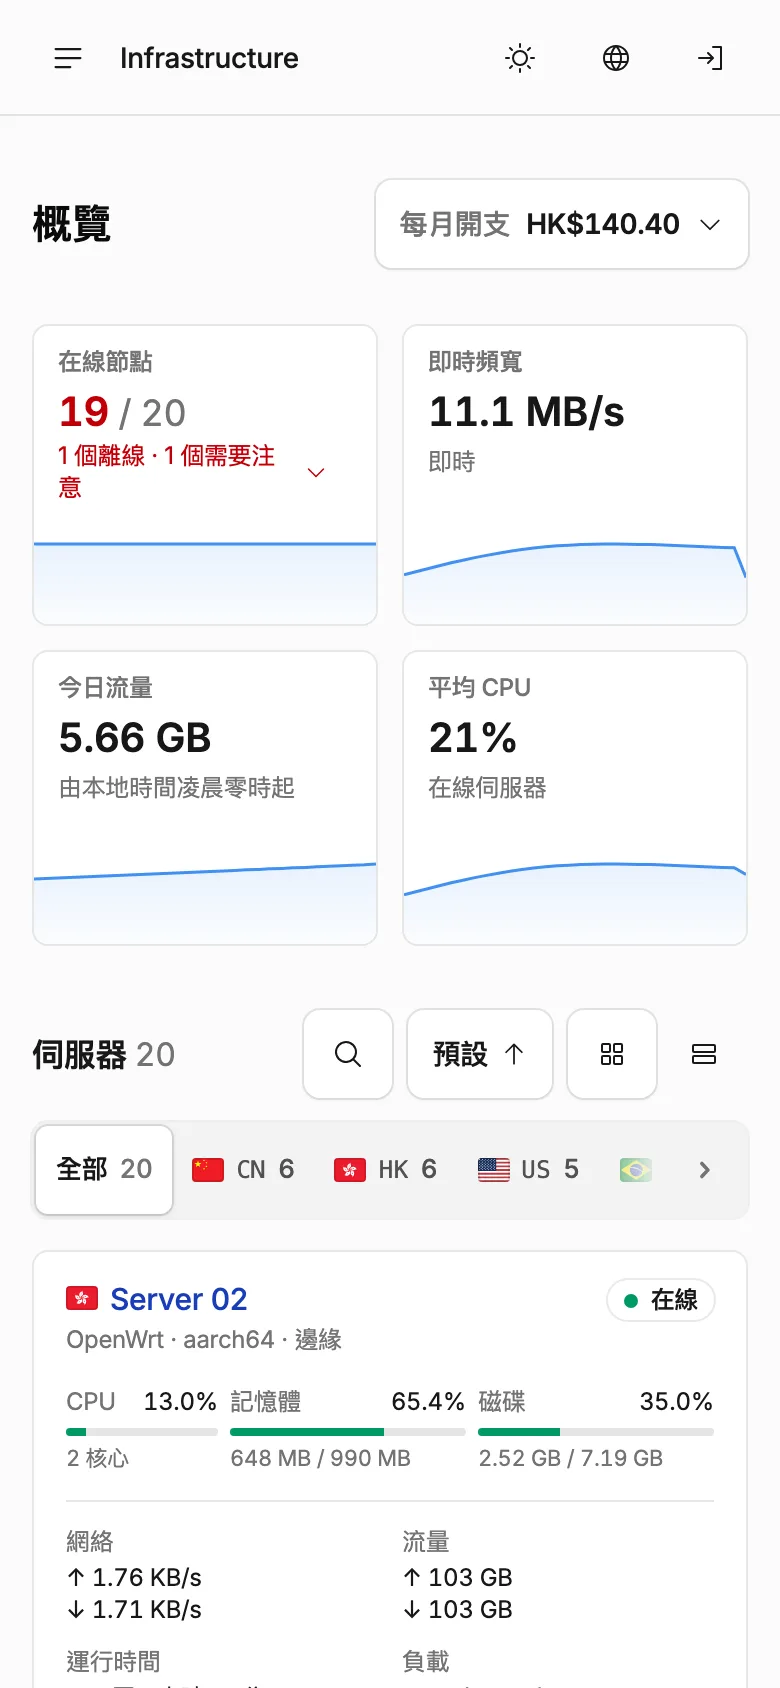 Infrastructure
概覽
每月開支 HK$140.40
在線節點
19 / 20
1 個離線 · 1 個需要注
意
即時頻寬
11.1 MB/s
即時
今日流量
5.66 GB
由本地時間凌晨零時起
平均 CPU
21%
在線伺服器
伺服器 20
預設 ↑
全部 20
CN 6
HK 6
US 5
Server 02
在線
OpenWrt · aarch64 · 邊緣
CPU 13.0%
2 核心
記憶體 65.4%
648 MB / 990 MB
磁碟 35.0%
2.52 GB / 7.19 GB
網絡
↑ 1.76 KB/s
↓ 1.71 KB/s
流量
↑ 103 GB
↓ 103 GB
運行時間
負載